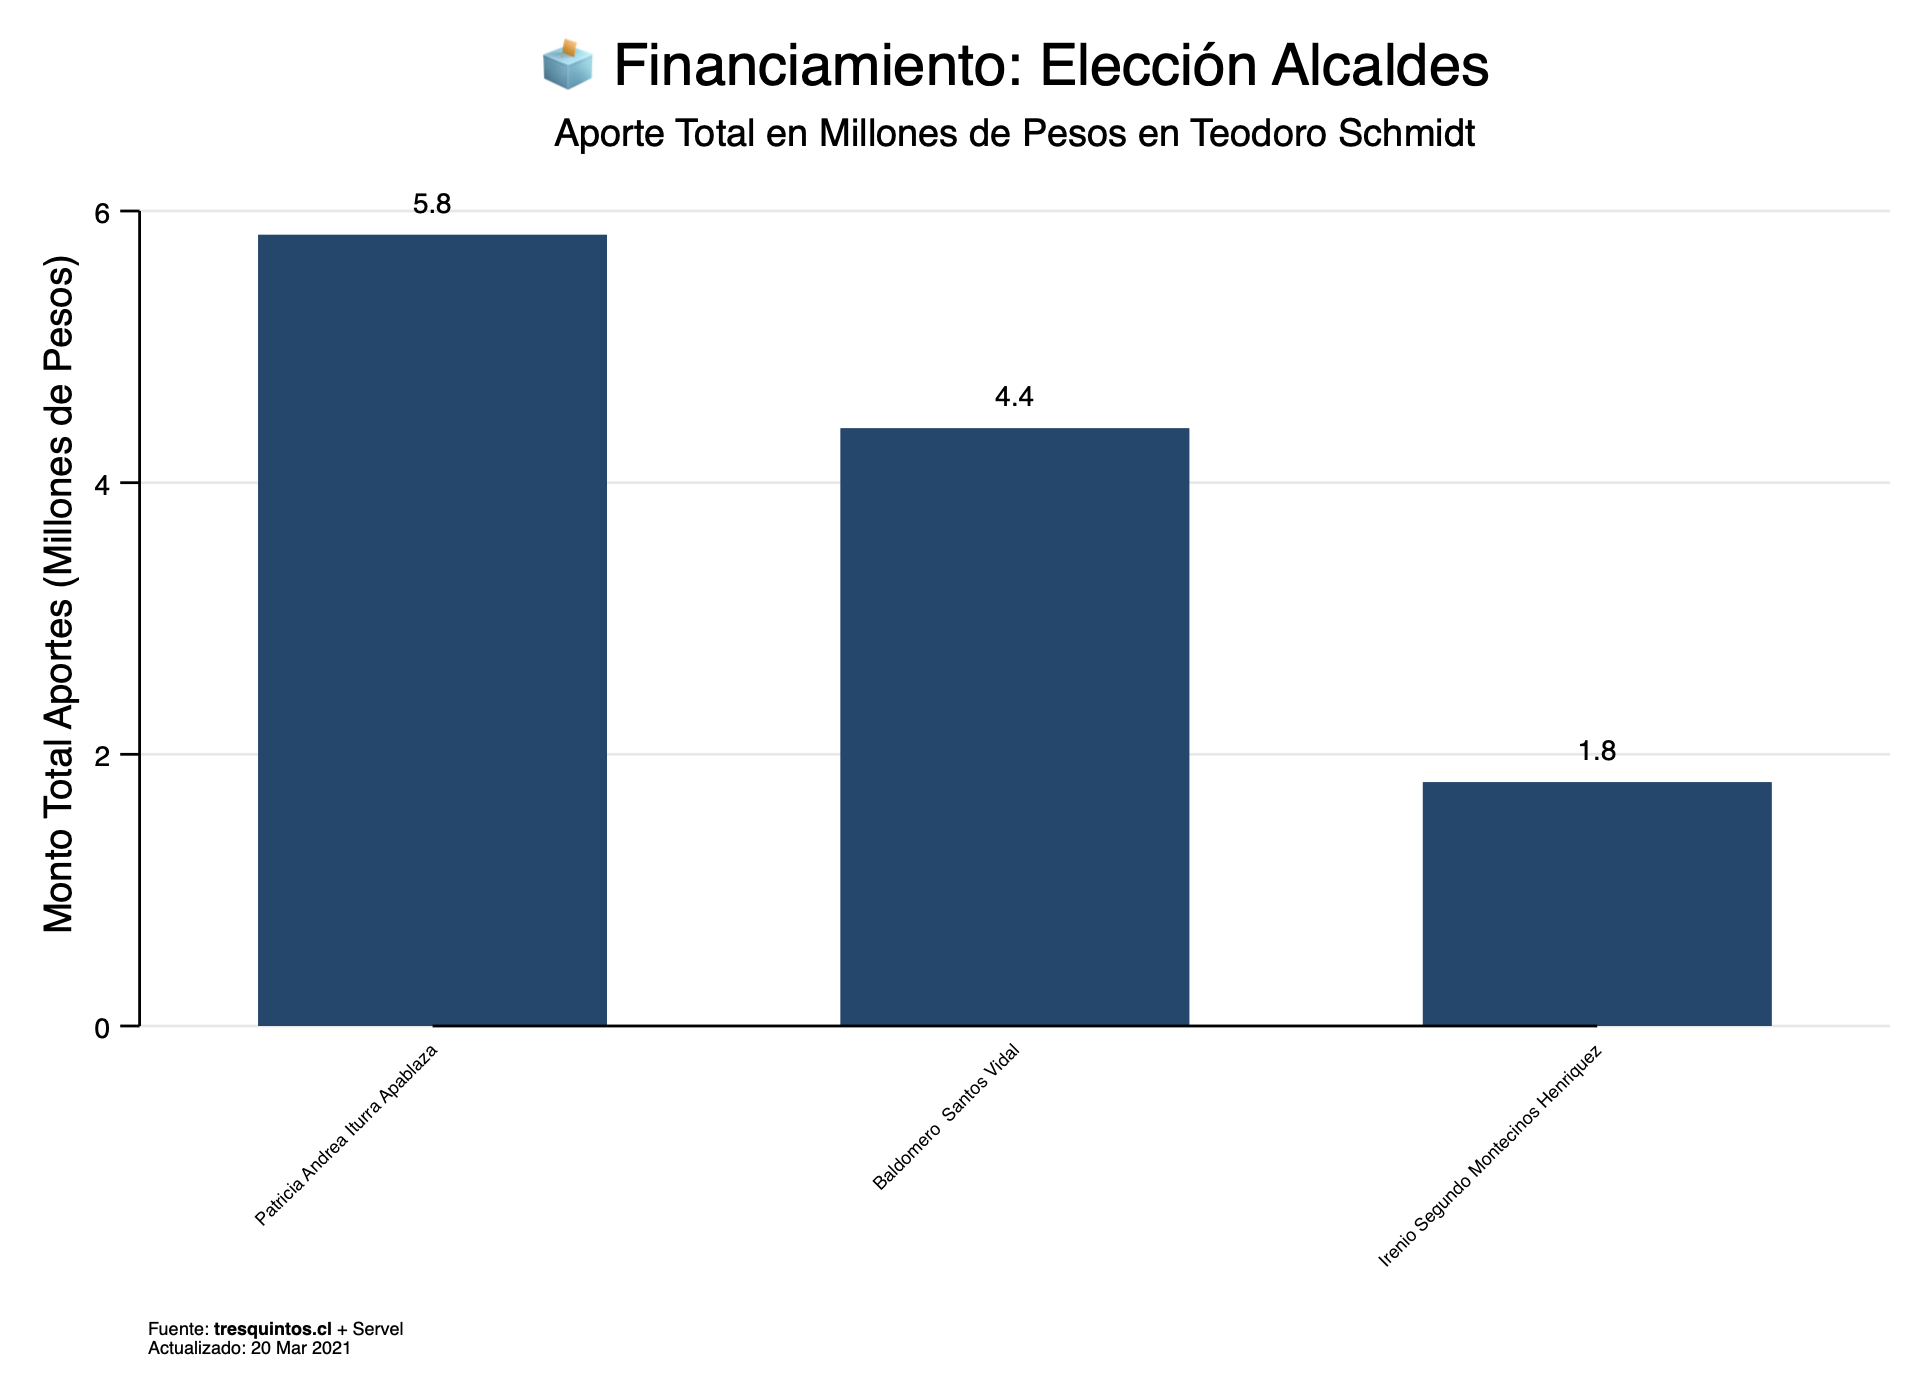 Financiamiento: Elección Alcaldes
Aporte Total en Millones de Pesos en Teodoro Schmidt
Monto Total Aportes (Millones de Pesos)
6
4
2
0
5.8
4.4
1.8
Patricia Andrea Iturra Apablaza
Baldomero  Santos Vidal
Irenio Segundo Montecinos Henriquez
Fuente: tresquintos.cl + Servel
Actualizado: 20 Mar 2021